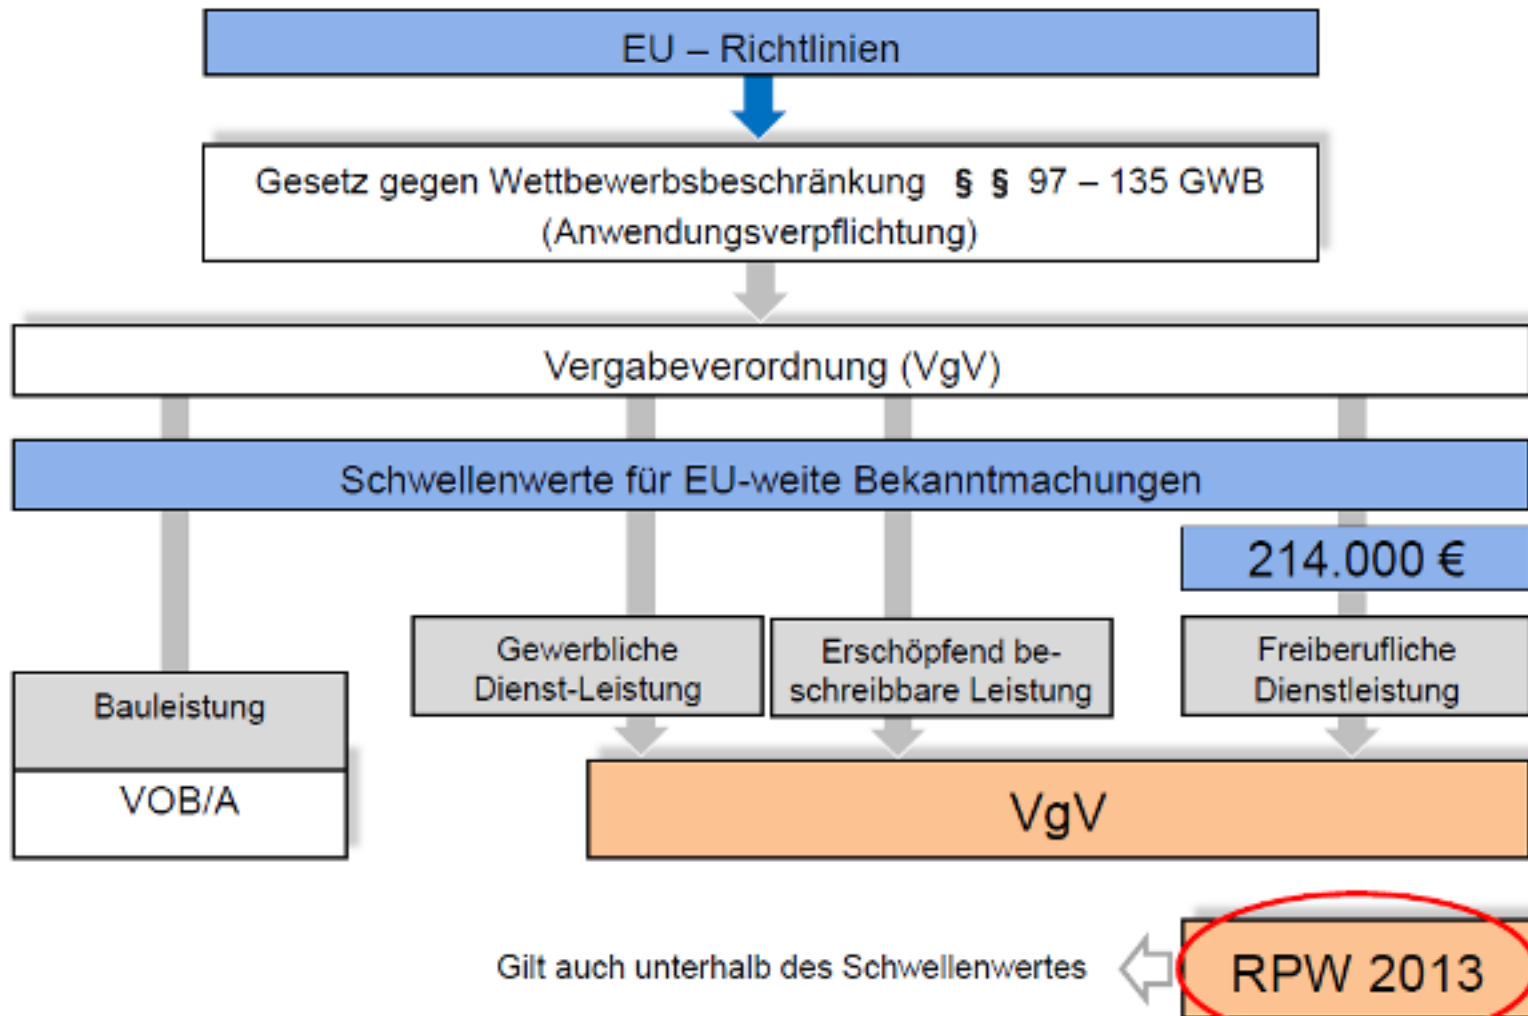 EU – Richtlinien
Gesetz gegen Wettbewerbsbeschränkung § § 97 – 135 GWB
(Anwendungsverpflichtung)
Vergabeverordnung (VgV)
Schwellenwerte für EU-weite Bekanntmachungen
214.000 €
Gewerbliche
Dienst-Leistung
Erschöpfend be-
schreibbare Leistung
Freiberufliche
Dienstleistung
Bauleistung
VOB/A
VgV
Gilt auch unterhalb des Schwellenwertes
RPW 2013